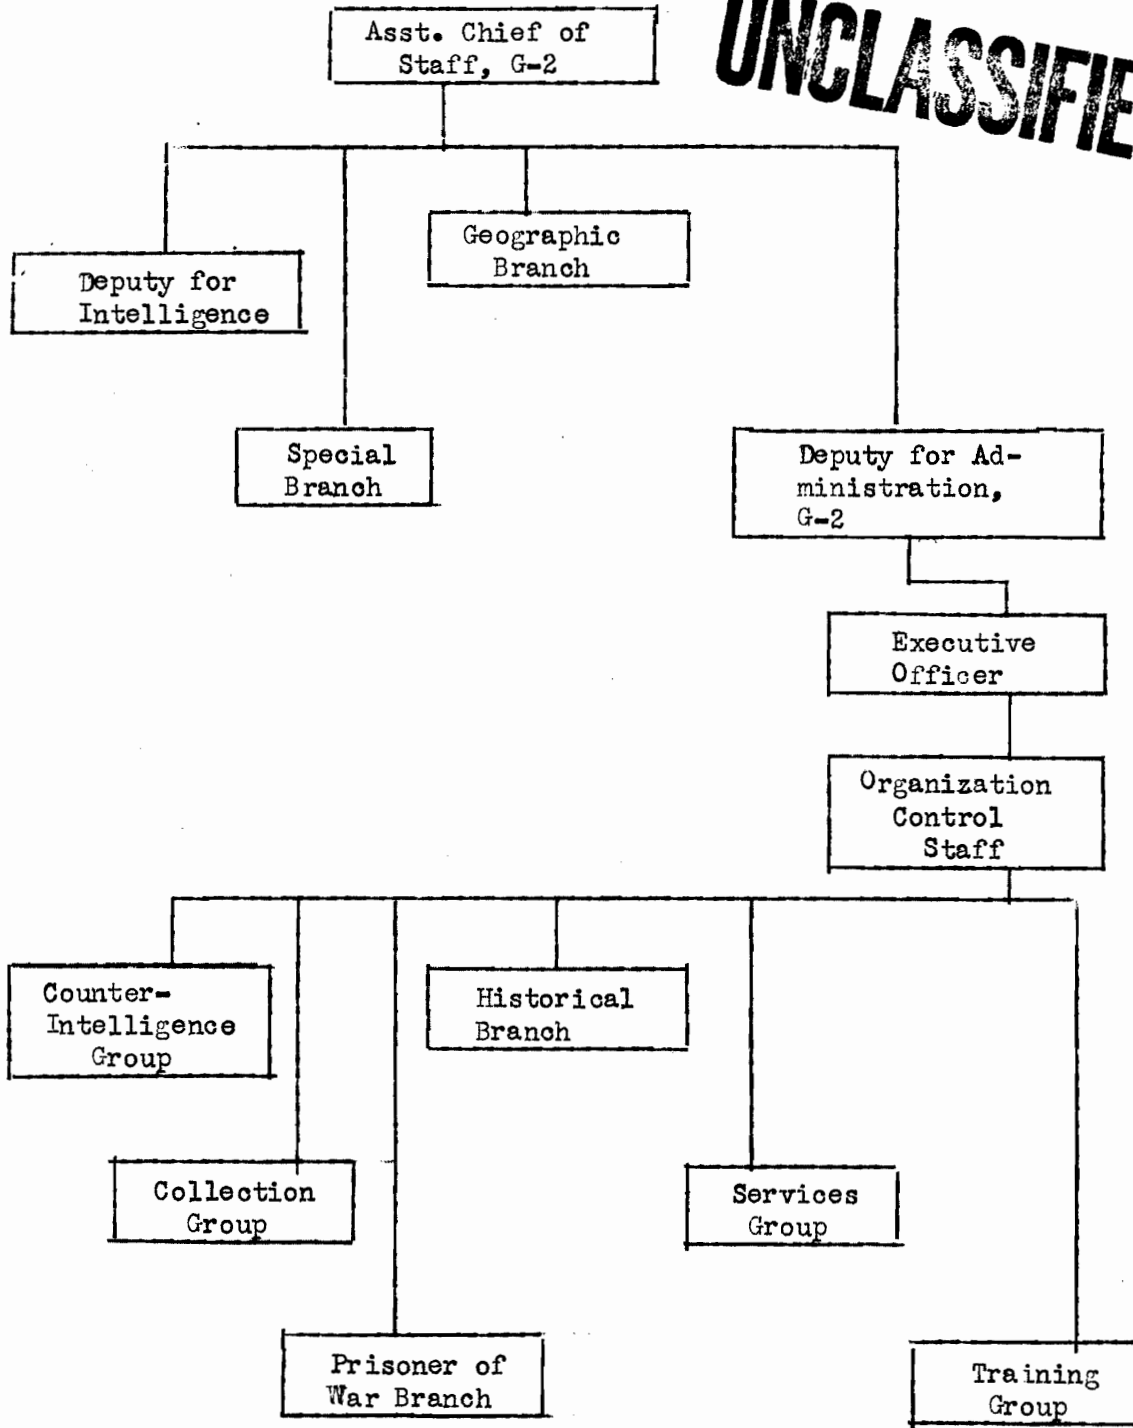 UNCLASSIFIE
Asst. Chief of
Staff, G-2
Geographic
Branch
Deputy for
Intelligence
Special
Branch
Deputy for Ad-
ministration,
G-2
Executive
Officer
Organization
Control
Staff
Counter-
Intelligence
Group
Historical
Branch
Collection
Group
Services
Group
Prisoner of
War Branch
Training
Group